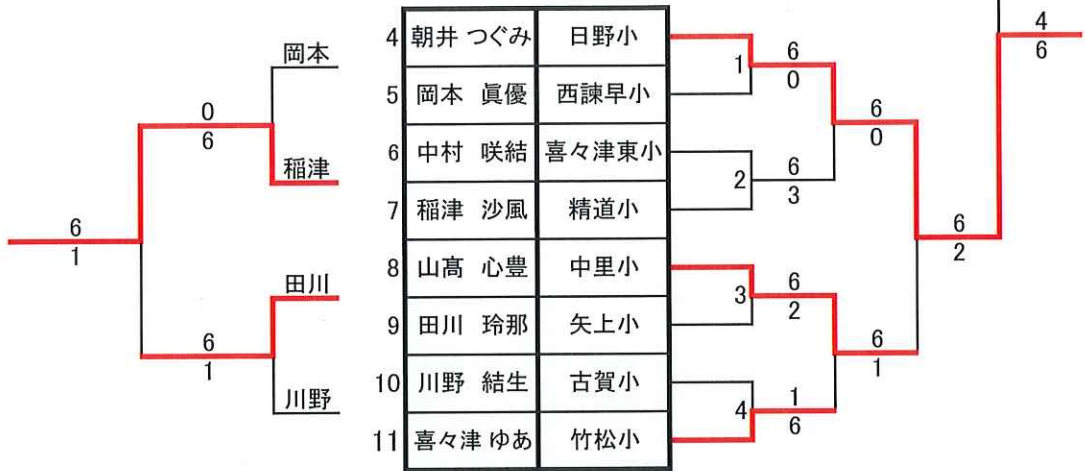 4 朝井 つぐみ 日野小
5 岡本 眞優 西諫早小
6 中村 咲結 喜々津東小
7 稲津 沙風 精道小
8 山髙 心豊 中里小
9 田川 玲那 矢上小
10 川野 結生 古賀小
11 喜々津 ゆあ 竹松小
岡本
0
6
稲津
6
1
田川
6
1
川野
1
6
0
2
6
3
3
6
2
4
1
6
6
0
6
1
6
2
4
6